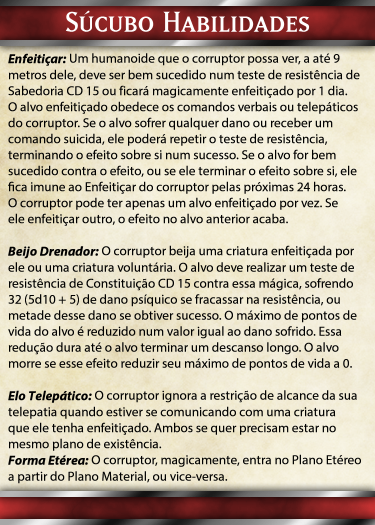 Súcubo Habilidades
Enfeitiçar: Um humanoide que o corruptor possa ver, a até 9
metros dele, deve ser bem sucedido num teste de resistência de
Sabedoria CD 15 ou ficará magicamente enfeitiçado por 1 dia.
O alvo enfeitiçado obedece os comandos verbais ou telepáticos
do corruptor. Se o alvo sofrer qualquer dano ou receber um
comando suicida, ele poderá repetir o teste de resistência,
terminando o efeito sobre si num sucesso. Se o alvo for bem
sucedido contra o efeito, ou se ele terminar o efeito sobre si, ele
fica imune ao Enfeitiçar do corruptor pelas próximas 24 horas.
O corruptor pode ter apenas um alvo enfeitiçado por vez. Se
ele enfeitiçar outro, o efeito no alvo anterior acaba.
Beijo Drenador: O corruptor beija uma criatura enfeitiçada por
ele ou uma criatura voluntária. O alvo deve realizar um teste de
resistência de Constituição CD 15 contra essa mágica, sofrendo
32 (5d10 + 5) de dano psíquico se fracassar na resistência, ou
metade desse dano se obtiver sucesso. O máximo de pontos de
vida do alvo é reduzido num valor igual ao dano sofrido. Essa
redução dura até o alvo terminar um descanso longo. O alvo
morre se esse efeito reduzir seu máximo de pontos de vida a 0.
Elo Telepático: O corruptor ignora a restrição de alcance da sua
telepatia quando estiver se comunicando com uma criatura
que ele tenha enfeitiçado. Ambos se quer precisam estar no
mesmo plano de existência.
Forma Etérea: O corruptor, magicamente, entra no Plano Etéreo
a partir do Plano Material, ou vice-versa.